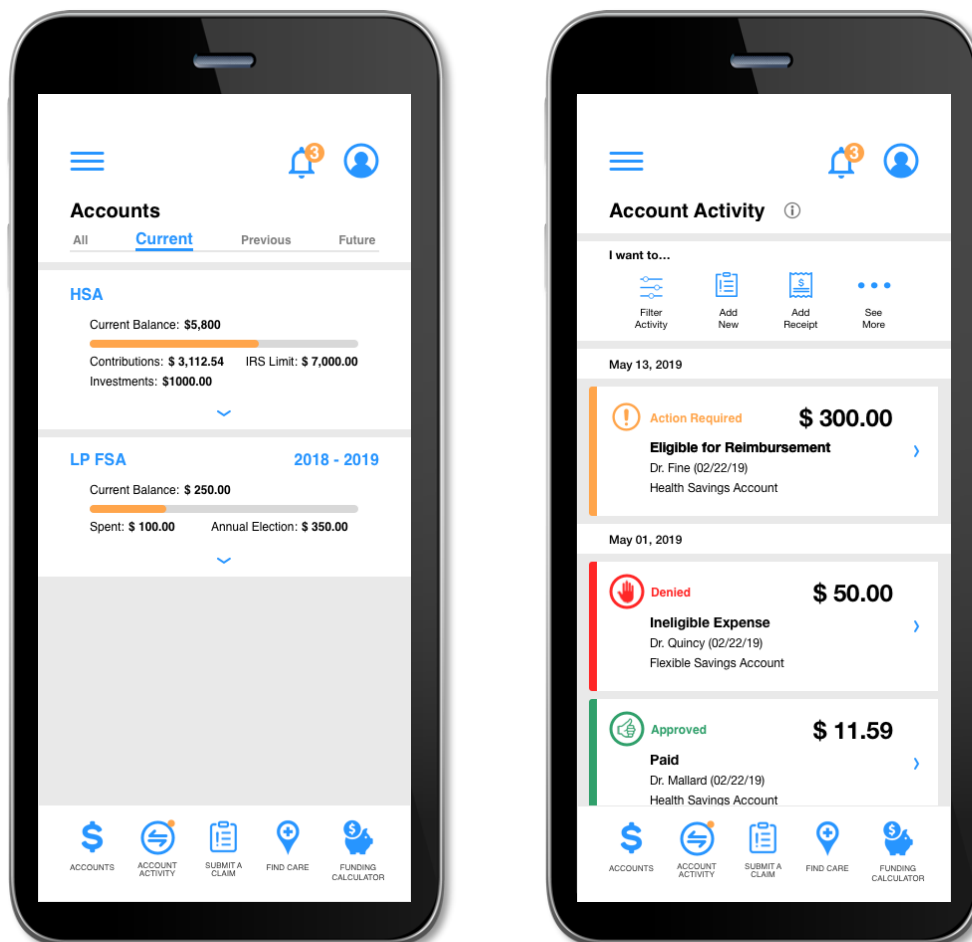 3
Accounts
All Current Previous Future
HSA
Current Balance: $5,800
Contributions: $ 3,112.54 IRS Limit: $ 7,000.00
Investments: $1000.00
LP FSA 2018 - 2019
Current Balance: $ 250.00
Spent: $ 100.00 Annual Election: $ 350.00
$
ACCOUNTS
ACCOUNT
ACTIVITY
SUBMIT A
CLAIM
FIND CARE
$
FUNDING
CALCULATOR
3
Account Activity i
I want to...
Filter
Activity
Add
New
$
Add
Receipt
See
More
May 13, 2019
! Action Required $ 300.00
Eligible for Reimbursement
Dr. Fine (02/22/19)
Health Savings Account
May 01, 2019
Denied $ 50.00
Ineligible Expense
Dr. Quincy (02/22/19)
Flexible Savings Account
Approved $ 11.59
Paid
Dr. Mallard (02/22/19)
Health Savings Account
$
ACCOUNTS
ACCOUNT
ACTIVITY
SUBMIT A
CLAIM
FIND CARE
$
FUNDING
CALCULATOR